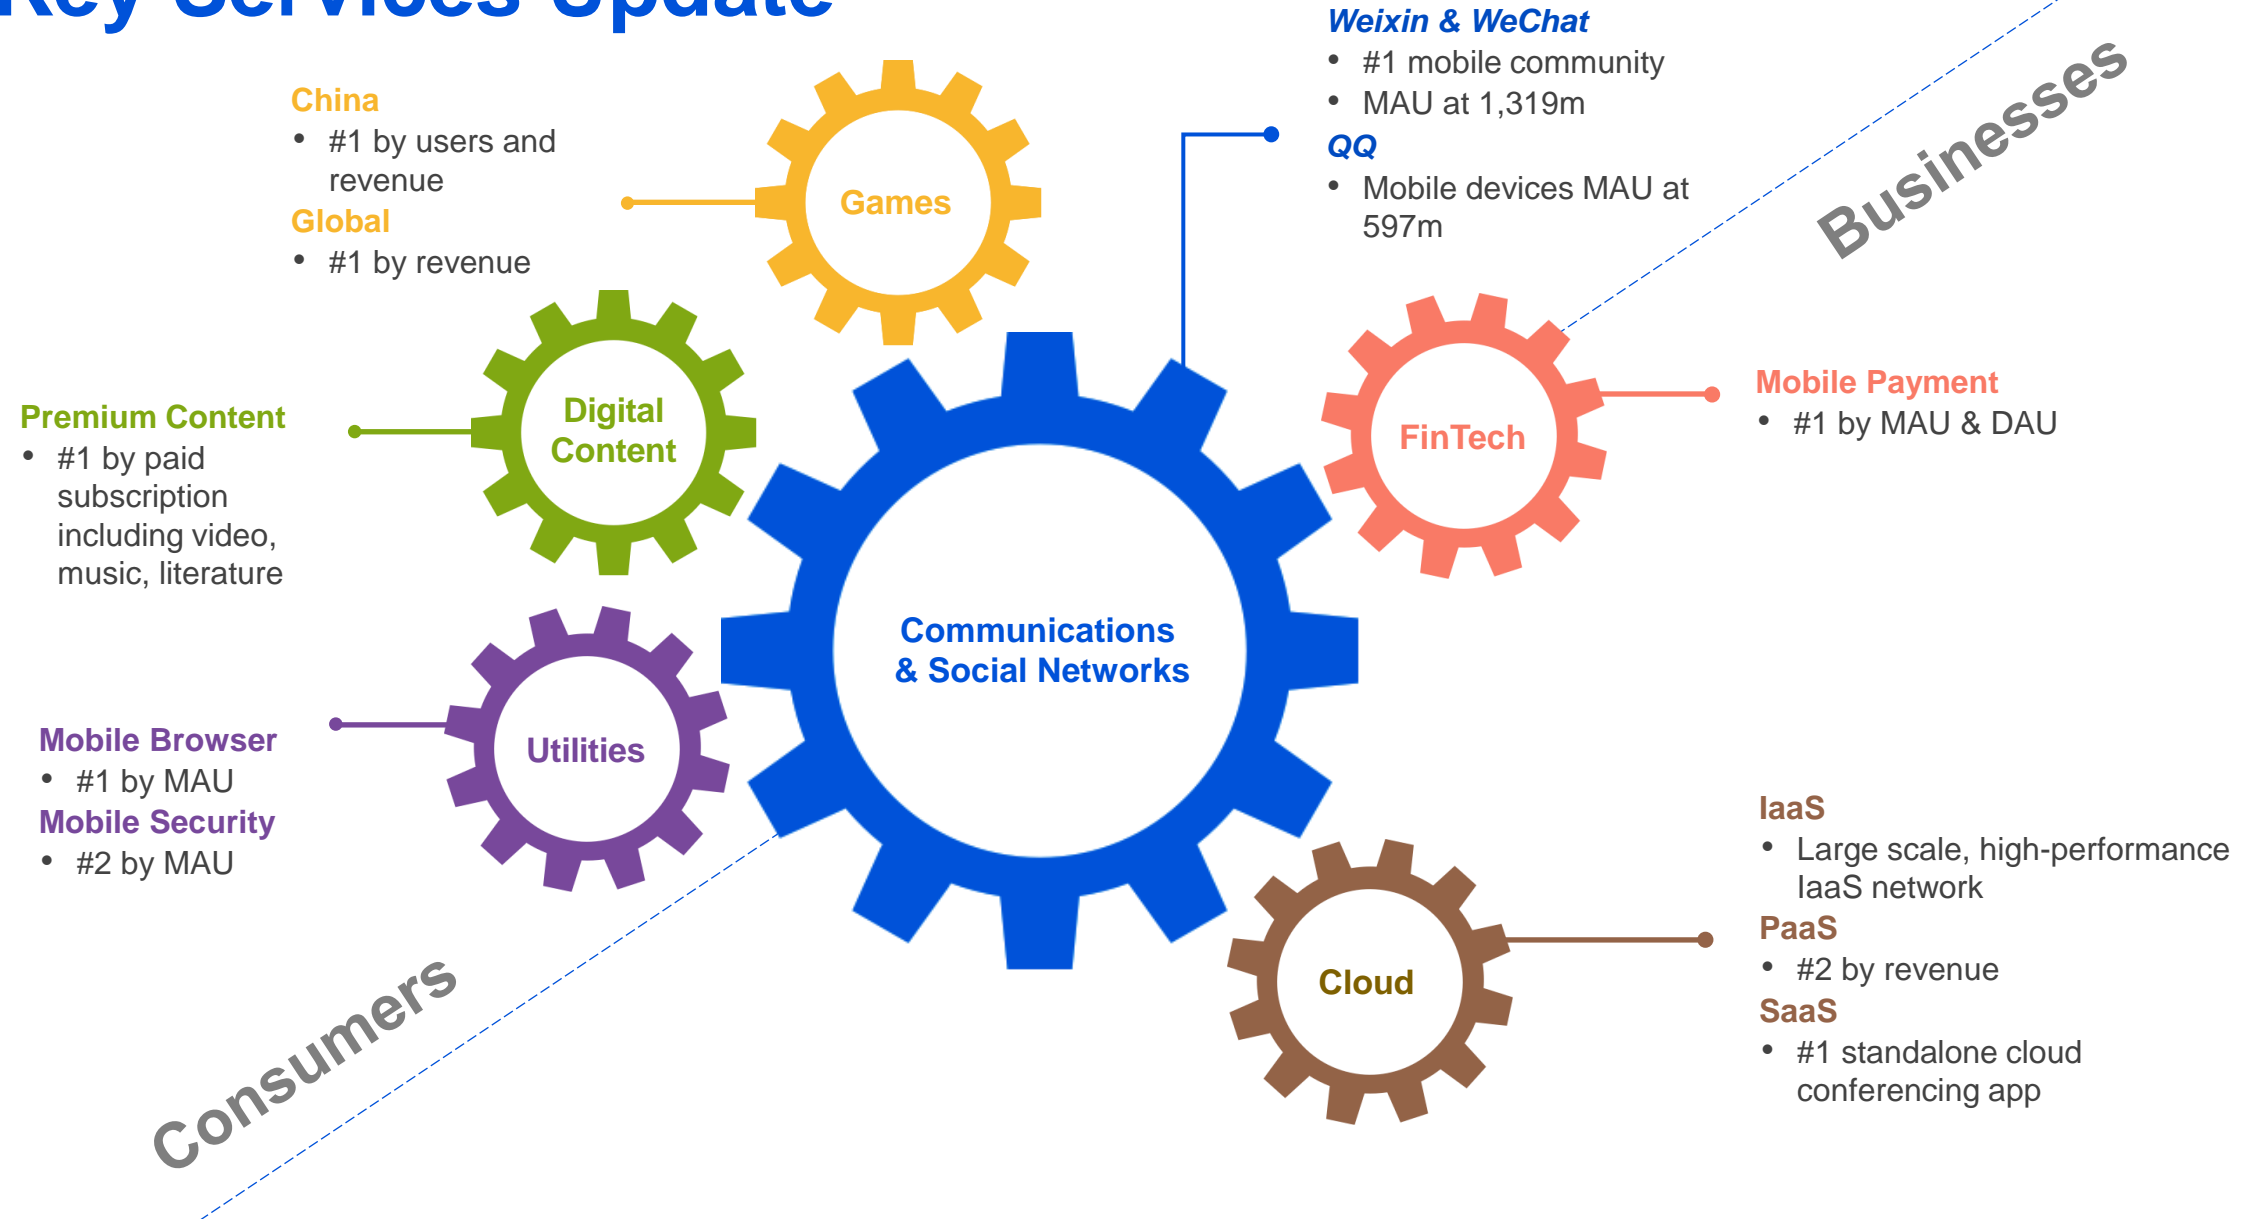 Key Services Update
Weixin & WeChat
• #1 mobile community
• MAU at 1,319m
QQ
• Mobile devices MAU at
597m
Businesses
China
• #1 by users and
revenue
Global
• #1 by revenue
Games
Digital
Content
Premium Content
• #1 by paid
subscription
including video,
music, literature
FinTech
Mobile Payment
• #1 by MAU & DAU
Communications
& Social Networks
Utilities
Mobile Browser
• #1 by MAU
Mobile Security
• #2 by MAU
Cloud
IaaS
• Large scale, high-performance
IaaS network
PaaS
• #2 by revenue
SaaS
• #1 standalone cloud
conferencing app
Consumers